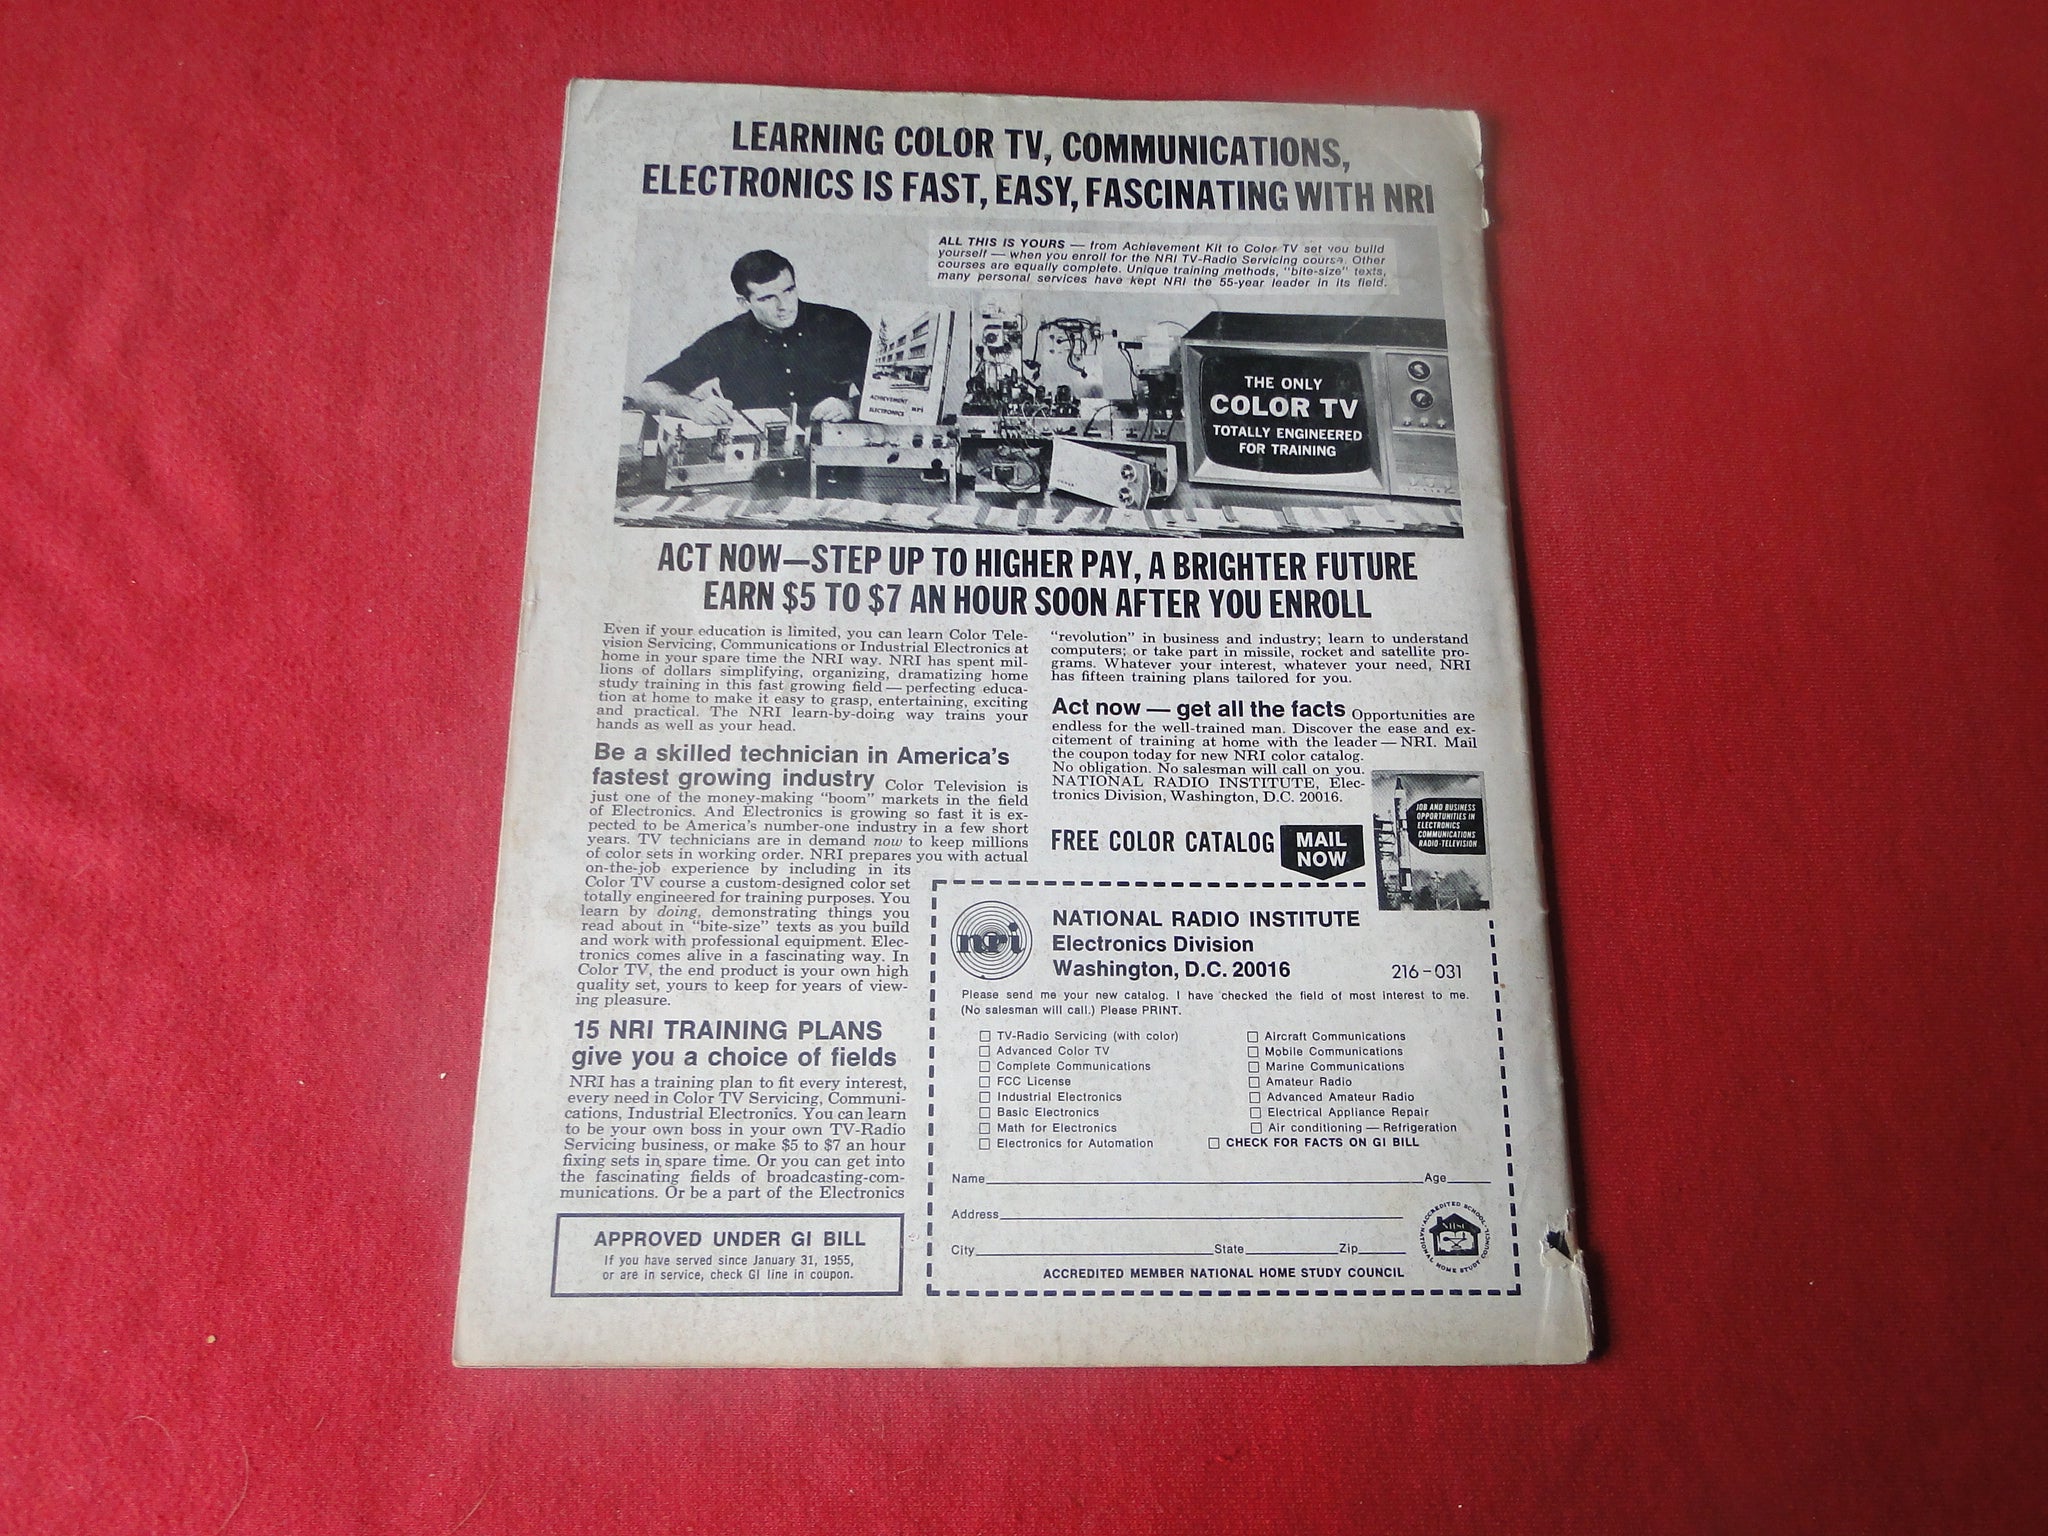 LEARNING COLOR TV, COMMUNICATIONS,
ELECTRONICS IS FAST, EASY, FASCINATING WITH NRI
ALL THIS IS YOURS — from Achievement Kit to Color TV set you build
yourself — when you enroll for the NRI TV-Radio Servicing course. Other
courses are equally complete. Unique training methods, "bite-size" texts,
many personal services have kept NRI the 55-year leader in its field.
ACHIEVEMENT
ELECTRONICS nri
THE ONLY
COLOR TV
TOTALLY ENGINEERED
FOR TRAINING
ACT NOW—STEP UP TO HIGHER PAY, A BRIGHTER FUTURE
EARN $5 TO $7 AN HOUR SOON AFTER YOU ENROLL
Even if your education is limited, you can learn Color Tele-
vision Servicing, Communications or Industrial Electronics at
home in your spare time the NRI way. NRI has spent mil-
lions of dollars simplifying, organizing, dramatizing home
study training in this fast growing field — perfecting educa-
tion at home to make it easy to grasp, entertaining, exciting
and practical. The NRI learn-by-doing way trains your
hands as well as your head.
Be a skilled technician in America's
fastest growing industry Color Television is
just one of the money-making "boom" markets in the field
of Electronics. And Electronics is growing so fast it is ex-
pected to be America's number-one industry in a few short
years. TV technicians are in demand now to keep millions
of color sets in working order. NRI prepares you with actual
on-the-job experience by including in its
Color TV course a custom-designed color set
totally engineered for training purposes. You
learn by doing, demonstrating things you
read about in "bite-size" texts as you build
and work with professional equipment. Elec-
tronics comes alive in a fascinating way. In
Color TV, the end product is your own high
quality set, yours to keep for years of view-
ing pleasure.
15 NRI TRAINING PLANS
give you a choice of fields
NRI has a training plan to fit every interest,
every need in Color TV Servicing, Communi-
cations, Industrial Electronics. You can learn
to be your own boss in your own TV-Radio
Servicing business, or make $5 to $7 an hour
fixing sets in spare time. Or you can get into
the fascinating fields of broadcasting-com-
munications. Or be a part of the Electronics
APPROVED UNDER GI BILL
If you have served since January 31, 1955,
or are in service, check GI line in coupon.
"revolution" in business and industry; learn to understand
computers; or take part in missile, rocket and satellite pro-
grams. Whatever your interest, whatever your need, NRI
has fifteen training plans tailored for you.
Act now — get all the facts Opportunities are
endless for the well-trained man. Discover the ease and ex-
citement of training at home with the leader — NRI. Mail
the coupon today for new NRI color catalog.
No obligation. No salesman will call on you.
NATIONAL RADIO INSTITUTE, Elec-
tronics Division, Washington, D.C. 20016.
JOB AND BUSINESS
OPPORTUNITIES IN
ELECTRONICS
COMMUNICATIONS
RADIO-TELEVISION
FREE COLOR CATALOG
MAIL
NOW
nri
NATIONAL RADIO INSTITUTE
Electronics Division
Washington, D.C. 20016 216-031
Please send me your new catalog. I have checked the field of most interest to me.
(No salesman will call.) Please PRINT.
☐ TV-Radio Servicing (with color) ☐ Aircraft Communications
☐ Advanced Color TV ☐ Mobile Communications
☐ Complete Communications ☐ Marine Communications
☐ FCC License ☐ Amateur Radio
☐ Industrial Electronics ☐ Advanced Amateur Radio
☐ Basic Electronics ☐ Electrical Appliance Repair
☐ Math for Electronics ☐ Air conditioning — Refrigeration
☐ Electronics for Automation ☐ CHECK FOR FACTS ON GI BILL
Name Age
Address
City State Zip
ACCREDITED SCHOOL
NATIONAL HOME STUDY COUNCIL
NHSC
ACCREDITED MEMBER NATIONAL HOME STUDY COUNCIL